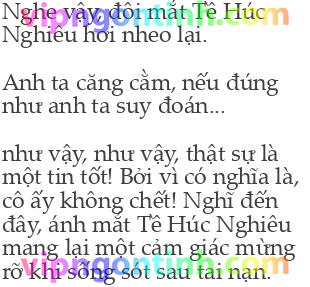 Nghe vậy, đôi mắt Tề Húc
Nghiêu hơi nheo lại.
Anh ta căng cằm, nếu đúng
như anh ta suy đoán...
như vậy, như vậy, thật sự là
một tin tốt! Bởi vì có nghĩa là,
cô ấy không chết! Nghĩ đến
đây, ánh mắt Tề Húc Nghiêu
mang lại một cảm giác mừng
rỡ khi sống sót sau tai nạn.
vipngontinh.com
vipngontinh.com